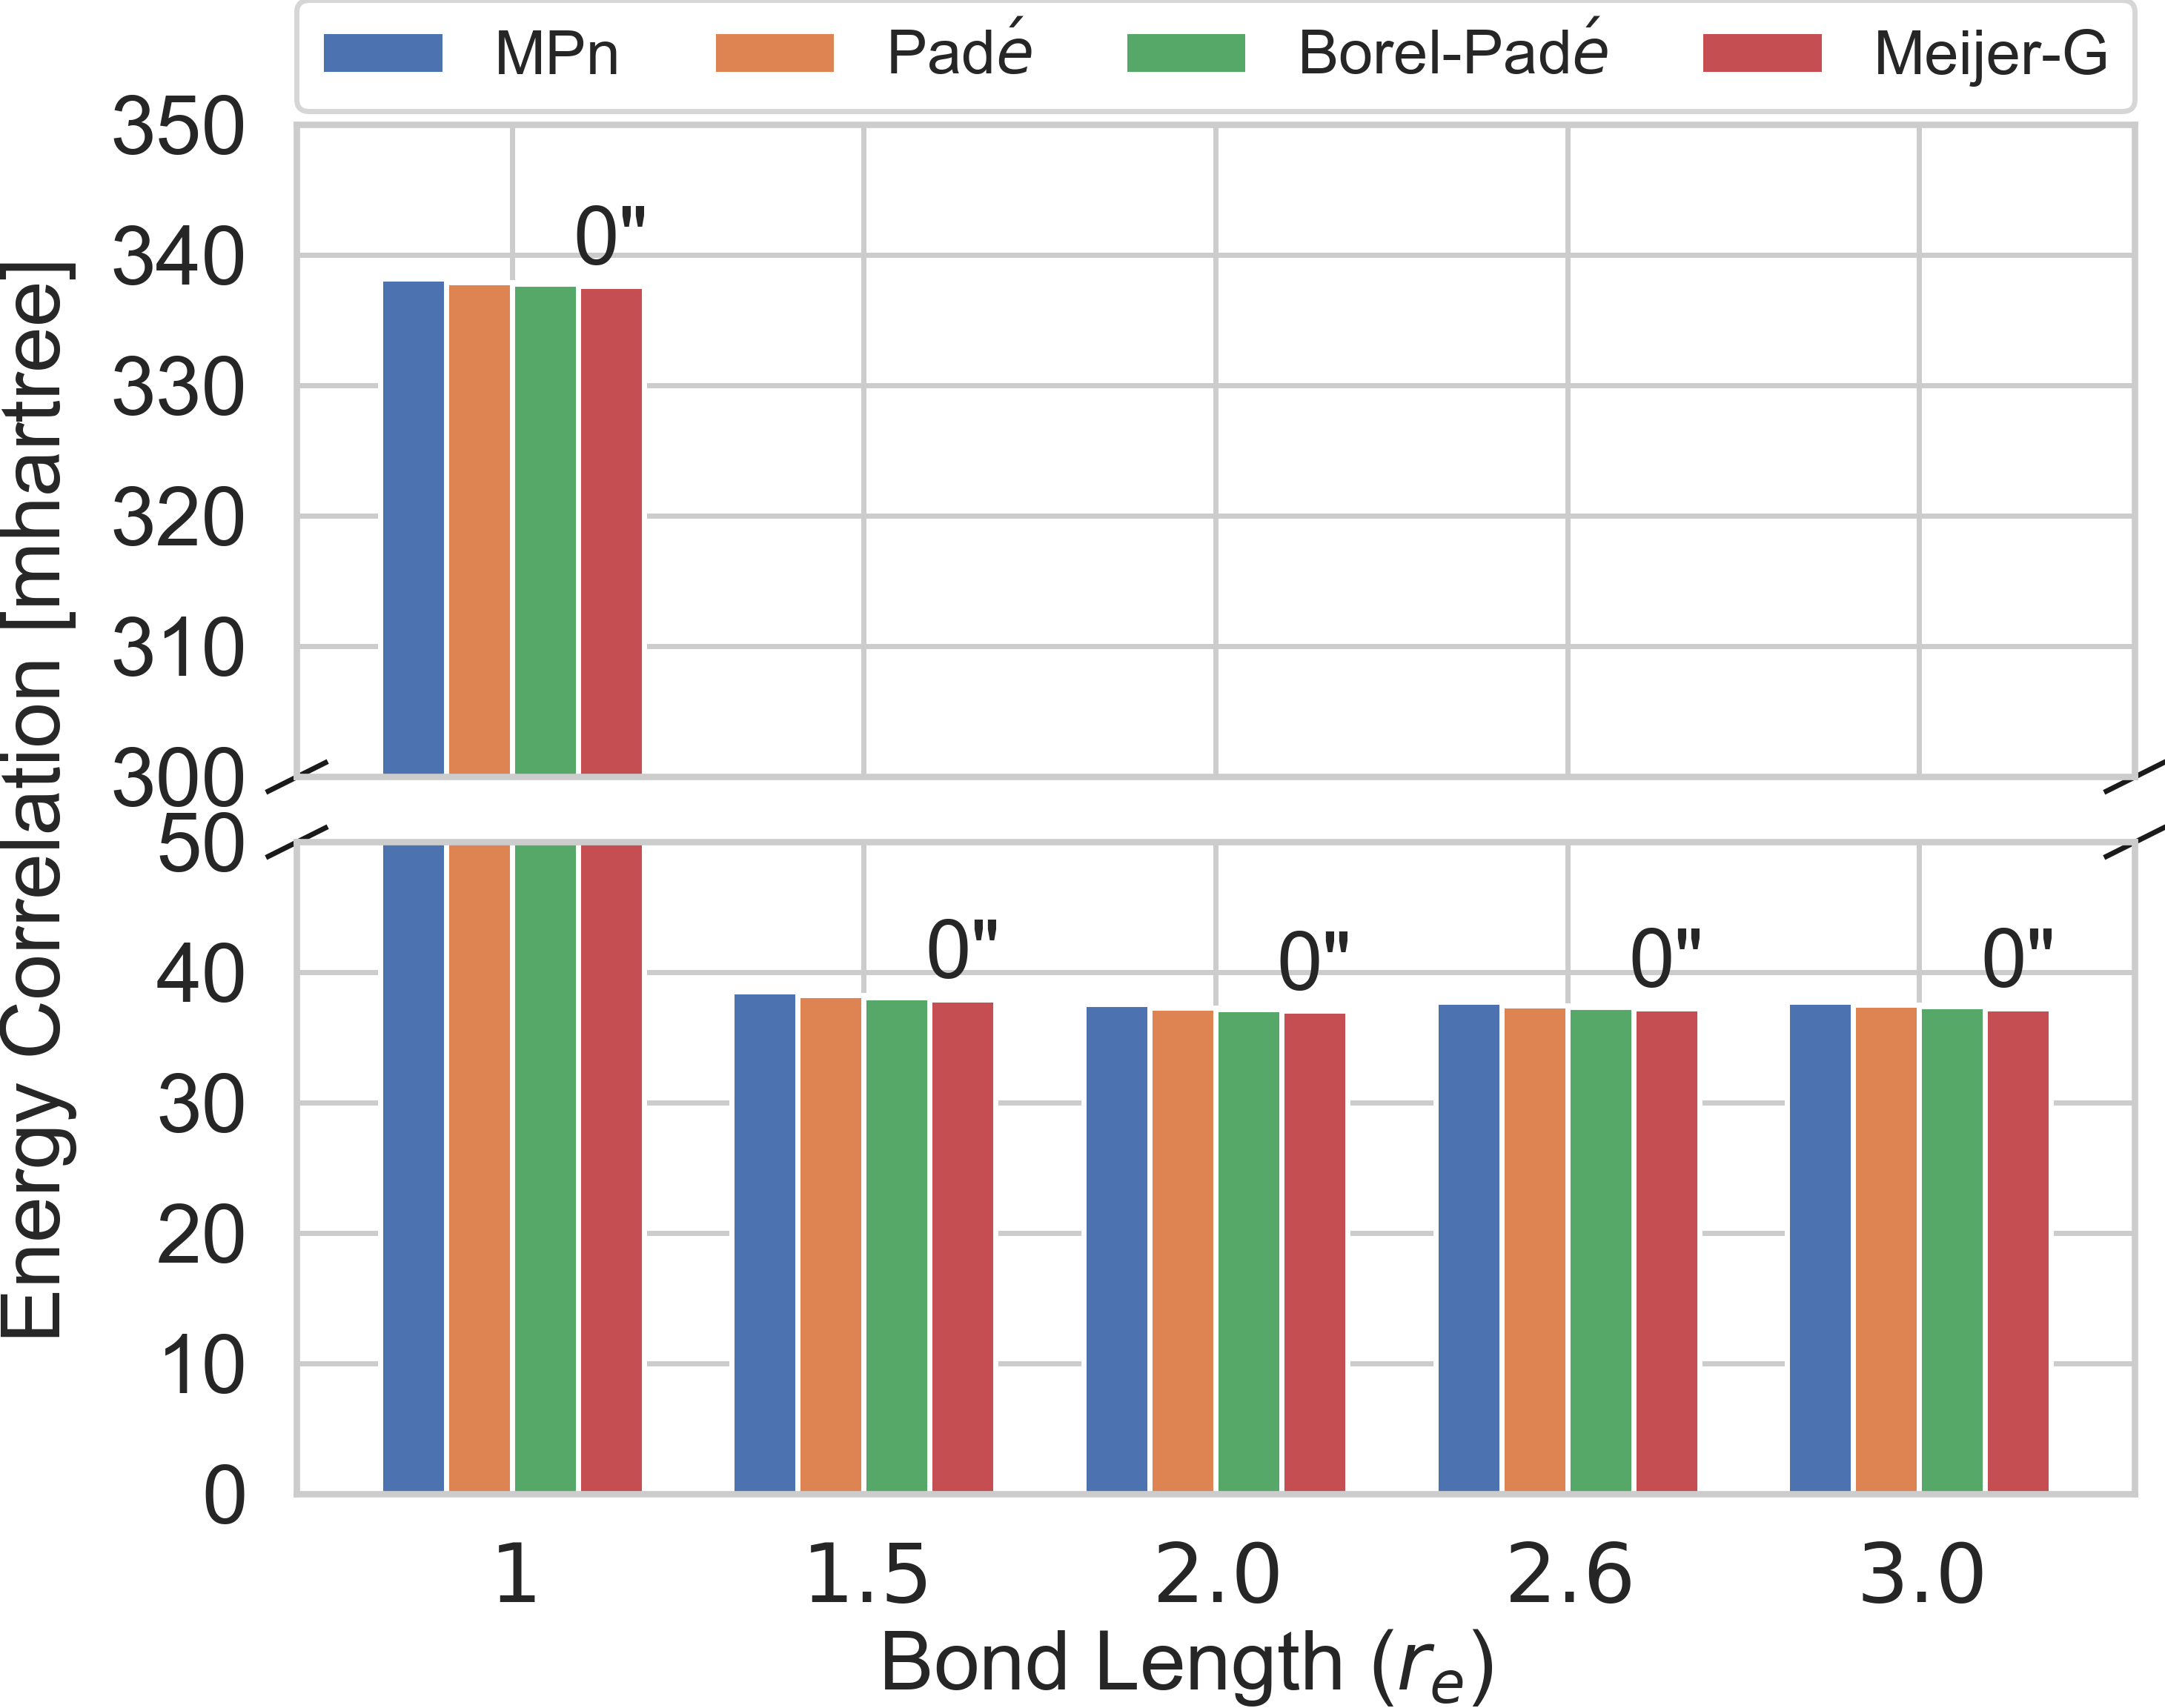 MPn Padé Borel-Padé Meijer-G
Energy Correlation [mhartree]
350
340
330
320
310
300
50
40
30
20
10
0
0"
0" 0" 0" 0"
1 1.5 2.0 2.6 3.0
Bond Length (rₑ)